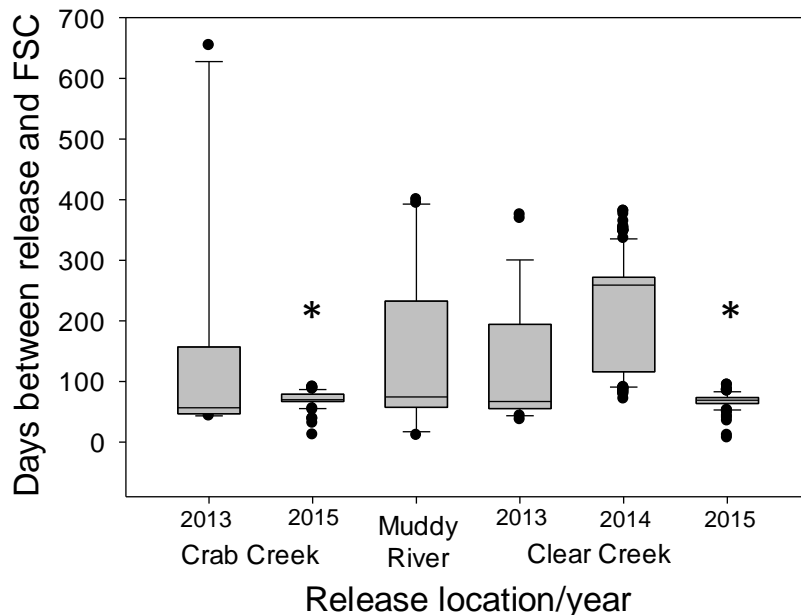 Days between release and FSC
700
600
500
400
300
200
100
0
*
*
2013
2015
Muddy
River
2013
2014
2015
Crab Creek
Clear Creek
Release location/year